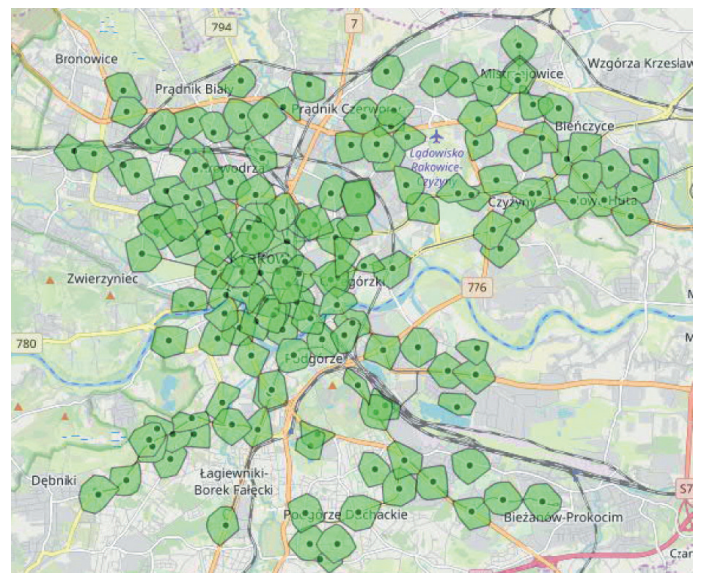 7
794
Bronowice
Wzgórza Krzesław
Mistrzejowice
Prądnik Biały
Prądnik Czerwony
Bieńczyce
Lądowisko
Rakowice-
Czyżyny
Czyżyny
Nowa Huta
Zwierzyniec
776
780
Podgórze
Dębniki
Łagiewniki-
Borek Fałęcki
S7
Podgórze Duchackie
Bieżanów-Prokocim
Czar